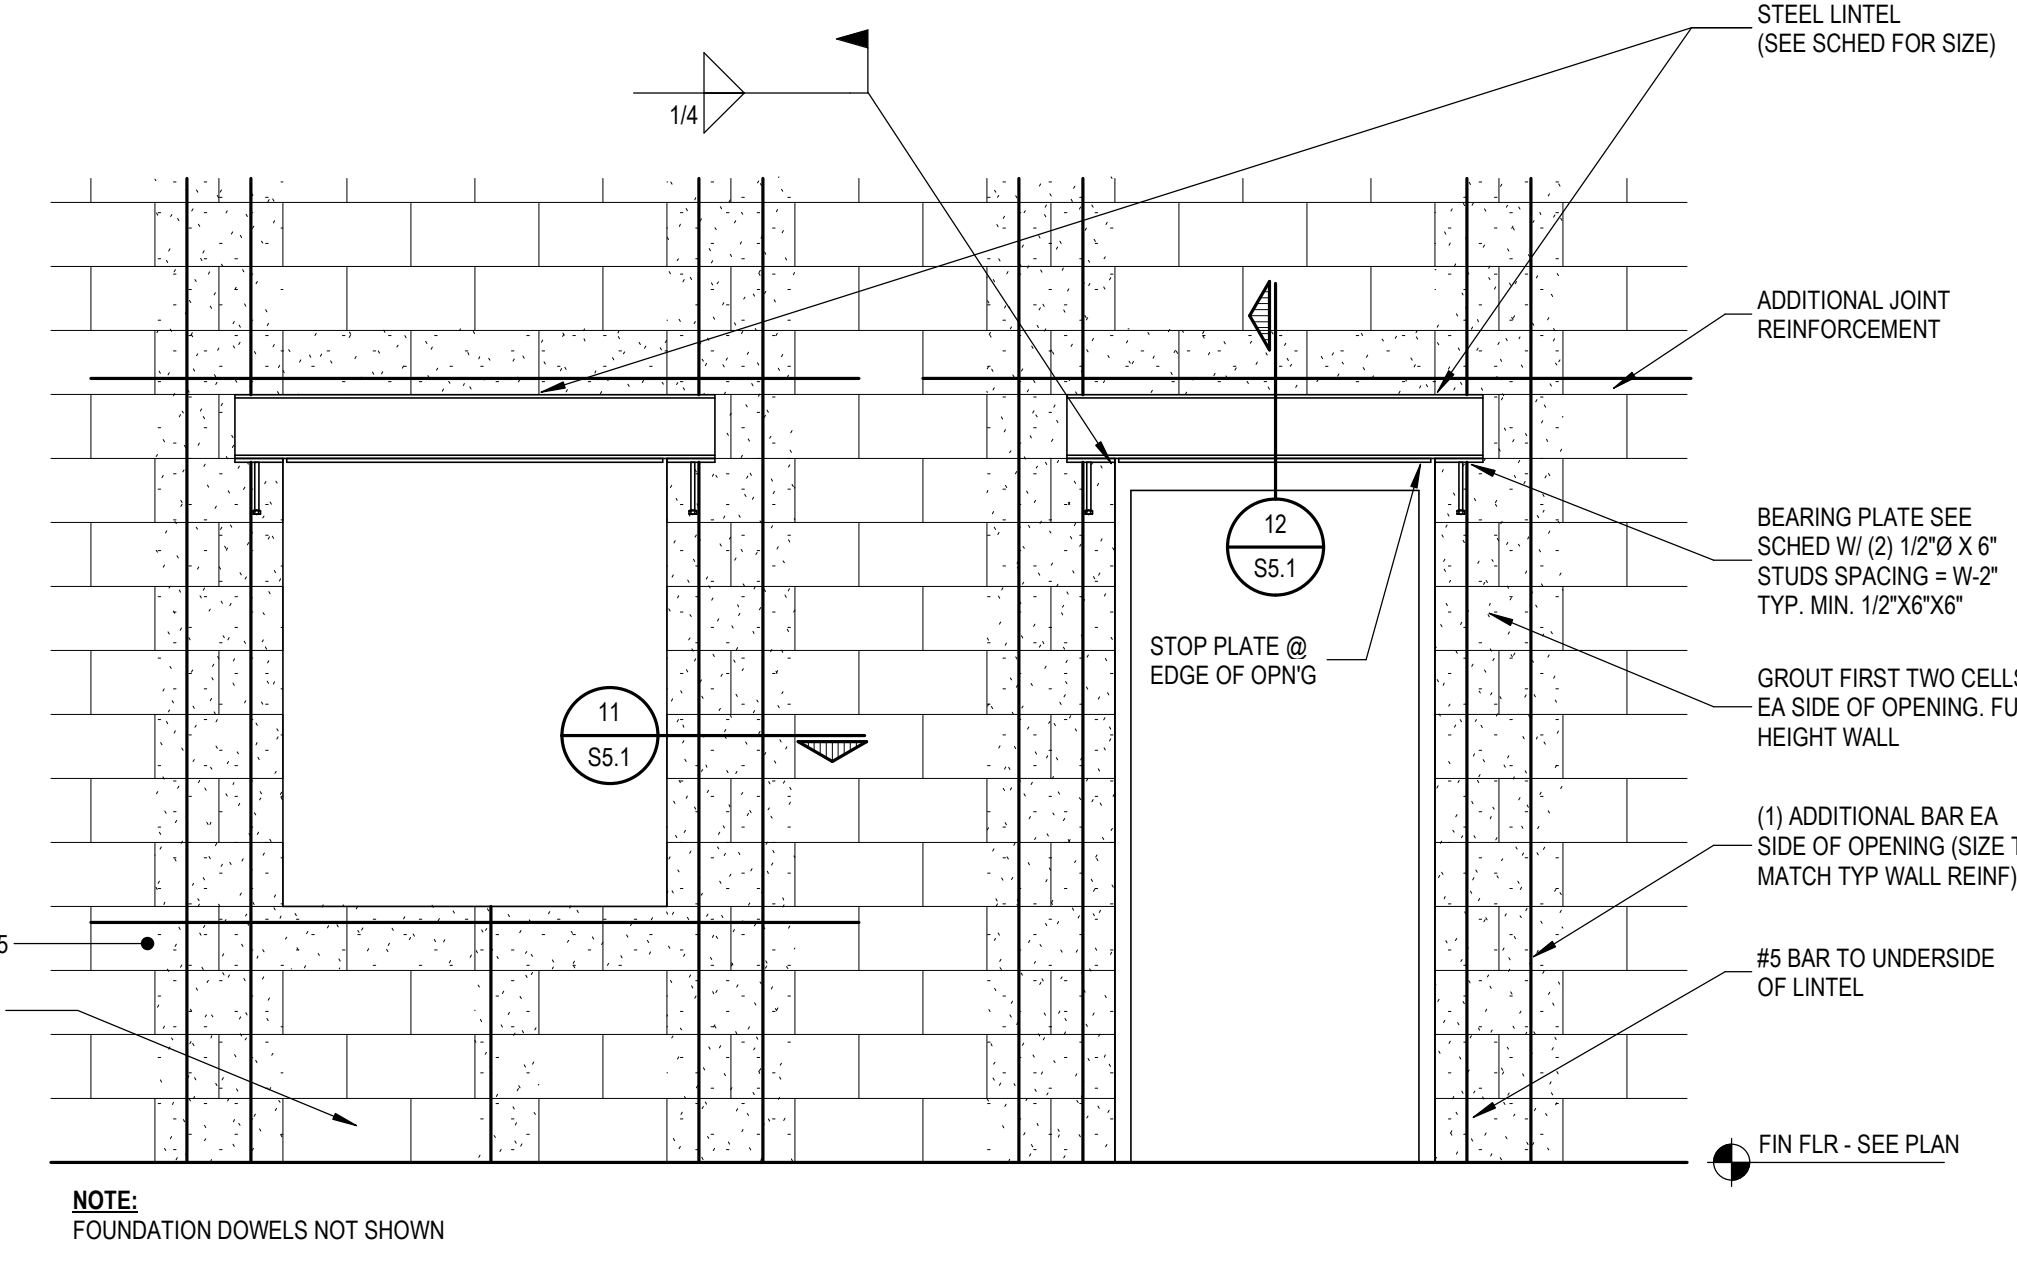 STEEL LINTEL
(SEE SCHED FOR SIZE)
1/4
ADDITIONAL JOINT
REINFORCEMENT
12
S5.1
BEARING PLATE SEE
SCHED W/ (2) 1/2"Ø X 6"
STUDS SPACING = W-2"
TYP. MIN. 1/2"X6"X6"
STOP PLATE @
EDGE OF OPN'G
GROUT FIRST TWO CELLS
EA SIDE OF OPENING. FU
HEIGHT WALL
11
S5.1
(1) ADDITIONAL BAR EA
SIDE OF OPENING (SIZE T
MATCH TYP WALL REINF)
5
#5 BAR TO UNDERSIDE
OF LINTEL
FIN FLR - SEE PLAN
NOTE:
FOUNDATION DOWELS NOT SHOWN